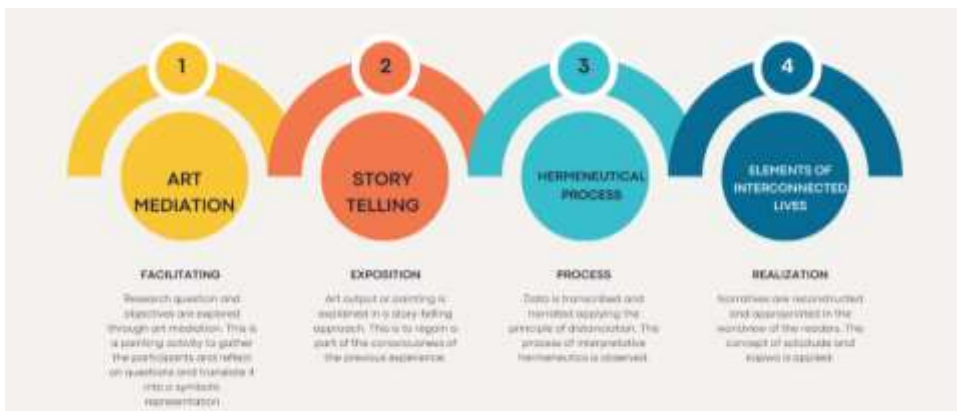 1
2
3
4
ART
MEDIATION
STORY
TELLING
HERMENEUTICAL
PROCESS
ELEMENTS OF
INTERCONNECTED
LIVES
FACILITATING
Research question and
objectives are explored
through art mediation. This is
a painting activity to gather
the participants and reflect
on questions and translate it
into a symbolic
representation
EXPOSITION
Art output or painting is
explained in a story-telling
approach. This is to regain a
part of the consciousness of
the previous experience.
PROCESS
Data is transcribed and
narrated applying the
principle of distanciation. The
process of interpretative
hermeneutics is observed.
REALIZATION
Narratives are reconstructed
and appropriated in the
worldview of the readers. The
concept of and
kapwa is applied.